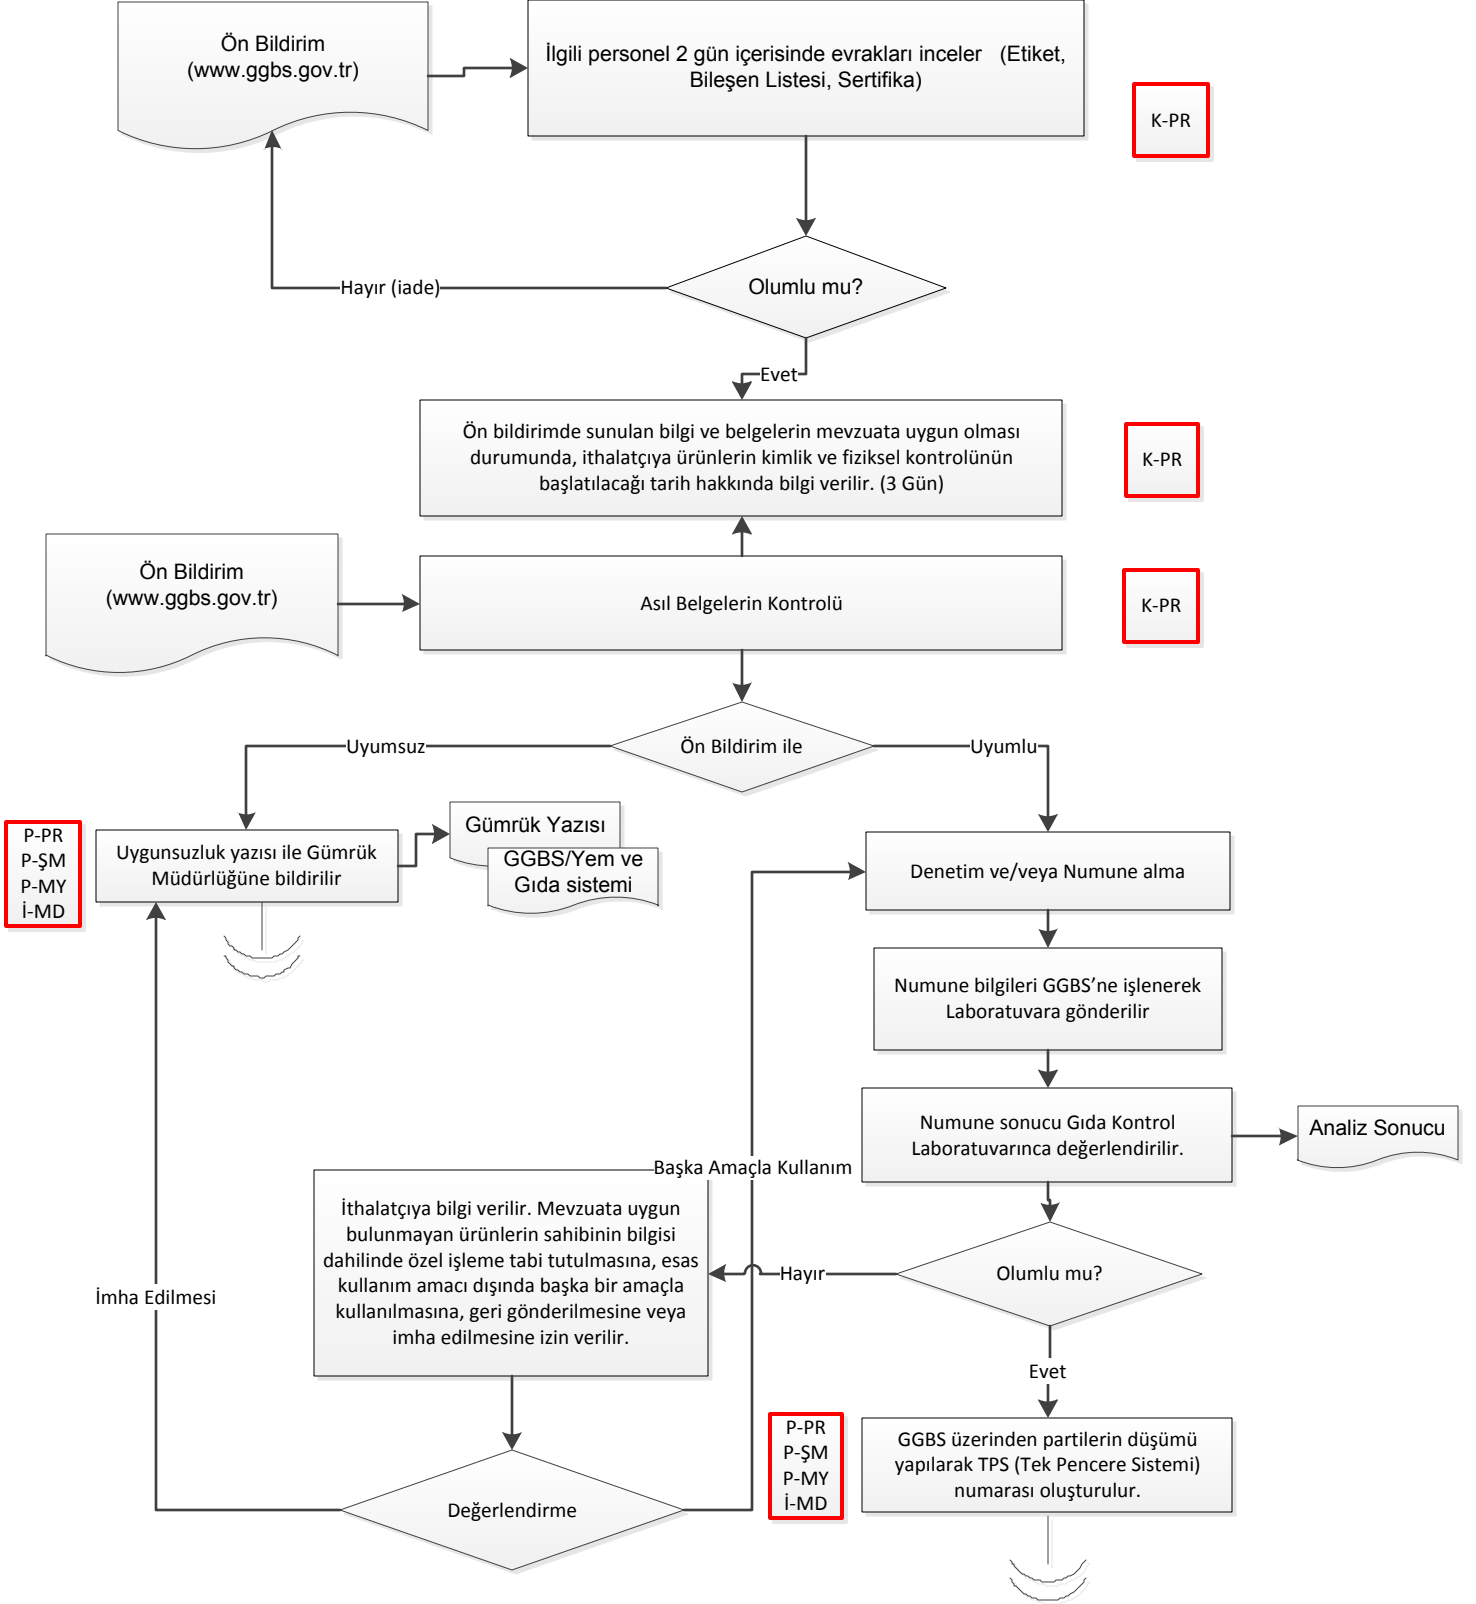 Ön Bildirim
(www.ggbs.gov.tr)
İlgili personel 2 gün içerisinde evrakları inceler   (Etiket,
Bileşen Listesi, Sertifika)
K-PR
Olumlu mu?
Hayır (iade)
Evet
Ön bildirimde sunulan bilgi ve belgelerin mevzuata uygun olması
durumunda, ithalatçıya ürünlerin kimlik ve fiziksel kontrolünün
başlatılacağı tarih hakkında bilgi verilir. (3 Gün)
K-PR
Ön Bildirim
(www.ggbs.gov.tr)
Asıl Belgelerin Kontrolü
K-PR
Ön Bildirim ile
Uyumsuz
Uyumlu
P-PR
P-ŞM
P-MY
İ-MD
Uygunsuzluk yazısı ile Gümrük
Müdürlüğüne bildirilir
Gümrük Yazısı
GGBS/Yem ve
Gıda sistemi
Denetim ve/veya Numune alma
Numune bilgileri GGBS’ne işlenerek
Laboratuvara gönderilir
Numune sonucu Gıda Kontrol
Laboratuvarınca değerlendirilir.
Analiz Sonucu
Başka Amaçla Kullanım
İthalatçıya bilgi verilir. Mevzuata uygun
bulunmayan ürünlerin sahibinin bilgisi
dahilinde özel işleme tabi tutulmasına, esas
kullanım amacı dışında başka bir amaçla
kullanılmasına, geri gönderilmesine veya
imha edilmesine izin verilir.
Hayır
Olumlu mu?
İmha Edilmesi
Evet
P-PR
P-ŞM
P-MY
İ-MD
GGBS üzerinden partilerin düşümü
yapılarak TPS (Tek Pencere Sistemi)
numarası oluşturulur.
Değerlendirme